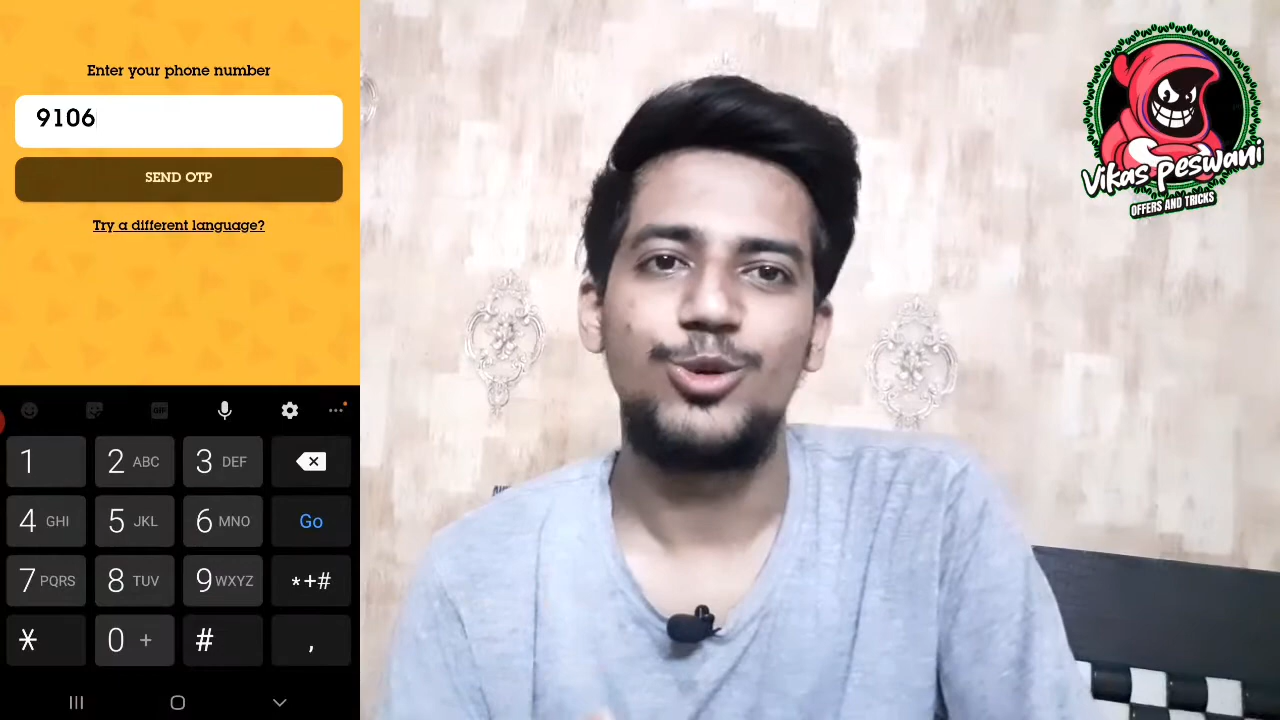 Enter your phone number
9106
SEND OTP
Try a different language?
GIF
1
2 ABC
3 DEF
4 GHI
5 JKL
6 MNO
Go
7 PQRS
8 TUV
9 WXYZ
*+#
*
0 +
#
,
Vikas Peswani
OFFERS AND TRICKS